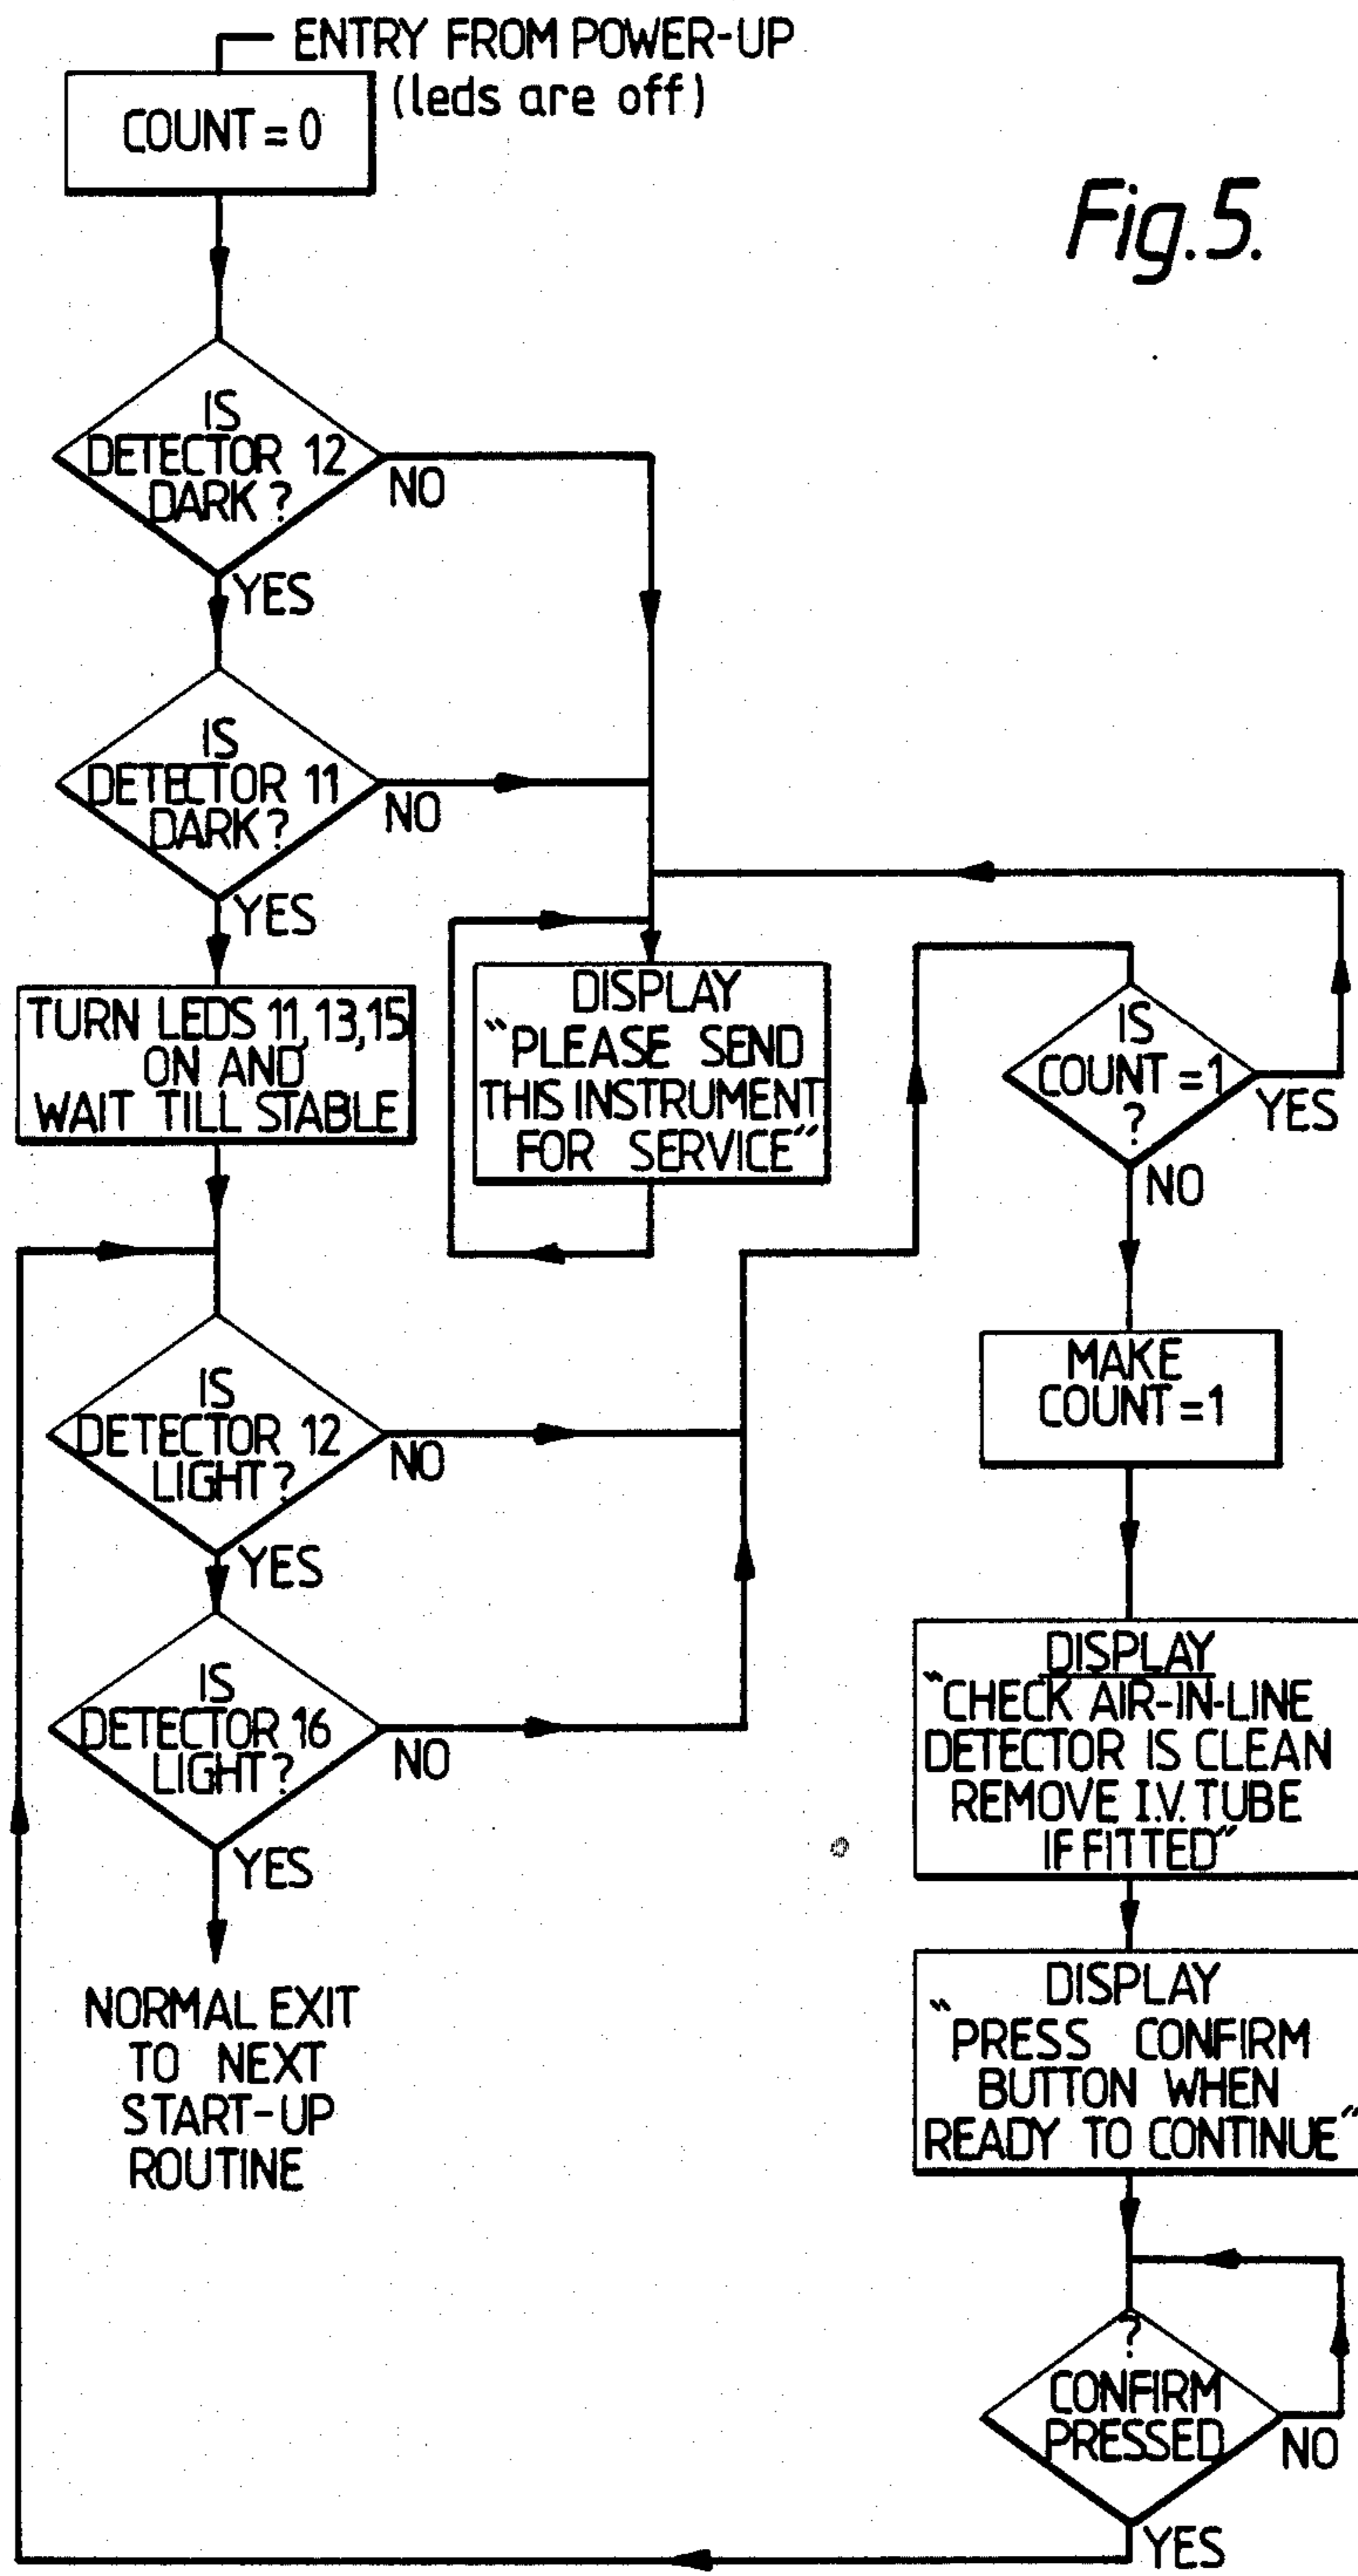 ENTRY FROM POWER-UP
(leds are off)
COUNT = 0
Fig.5.
IS
DETECTOR 12
DARK?
NO
YES
IS
DETECTOR 11
DARK?
NO
YES
TURN LEDS 11,13,15
ON AND
WAIT TILL STABLE
DISPLAY
"PLEASE SEND
THIS INSTRUMENT
FOR SERVICE"
IS
COUNT =1
?
YES
NO
MAKE
COUNT =1
IS
DETECTOR 12
LIGHT?
NO
YES
IS
DETECTOR 16
LIGHT?
NO
YES
NORMAL EXIT
TO NEXT
START-UP
ROUTINE
DISPLAY
"CHECK AIR-IN-LINE
DETECTOR IS CLEAN
REMOVE I.V. TUBE
IF FITTED"
DISPLAY
"PRESS CONFIRM
BUTTON WHEN
READY TO CONTINUE"
?
CONFIRM
PRESSED
NO
YES